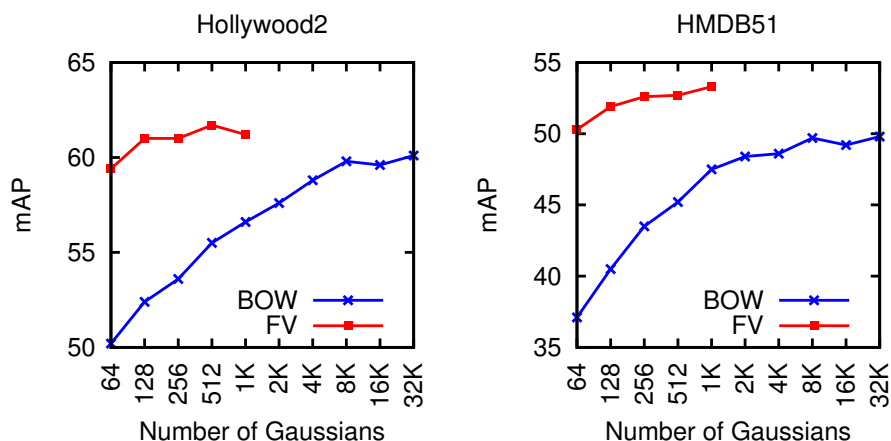 Hollywood2
65
60
55
50
mAP
BOW
FV
64
128
256
512
1K
2K
4K
8K
16K
32K
Number of Gaussians
HMDB51
55
50
45
40
35
mAP
BOW
FV
64
128
256
512
1K
2K
4K
8K
16K
32K
Number of Gaussians